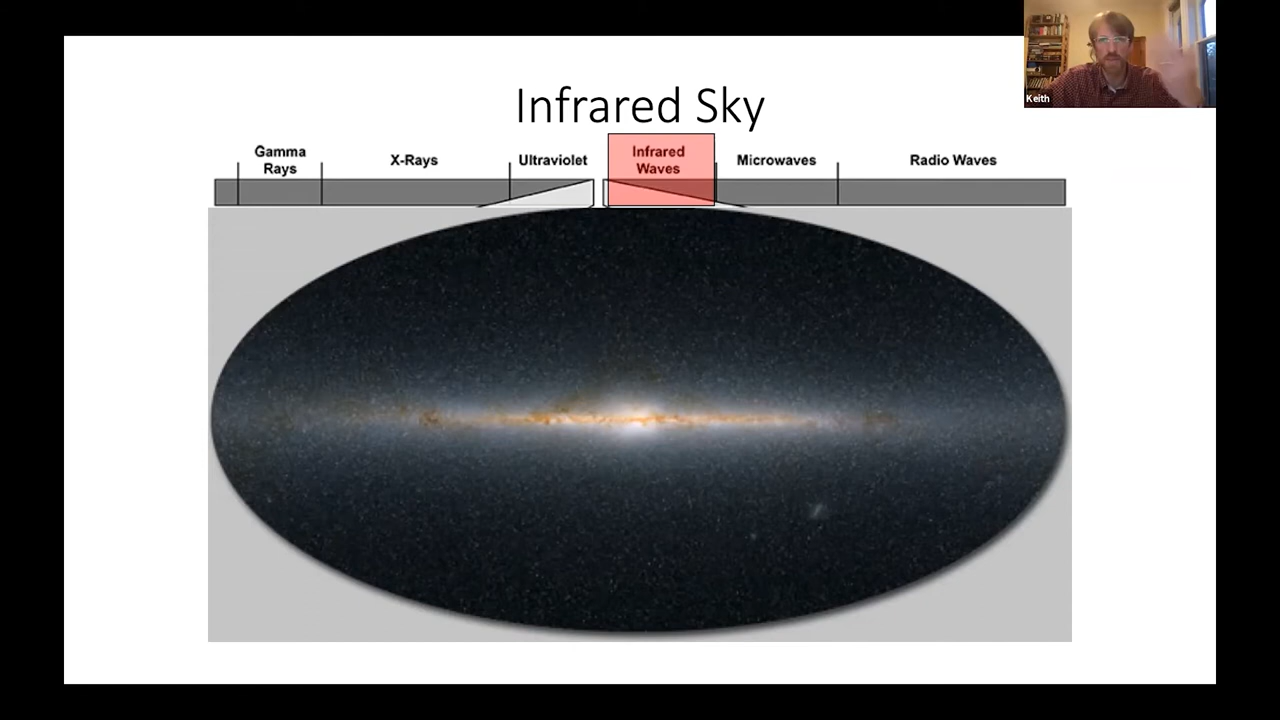 Keith
Infrared Sky
Gamma
Rays
X-Rays
Ultraviolet
Infrared
Waves
Microwaves
Radio Waves